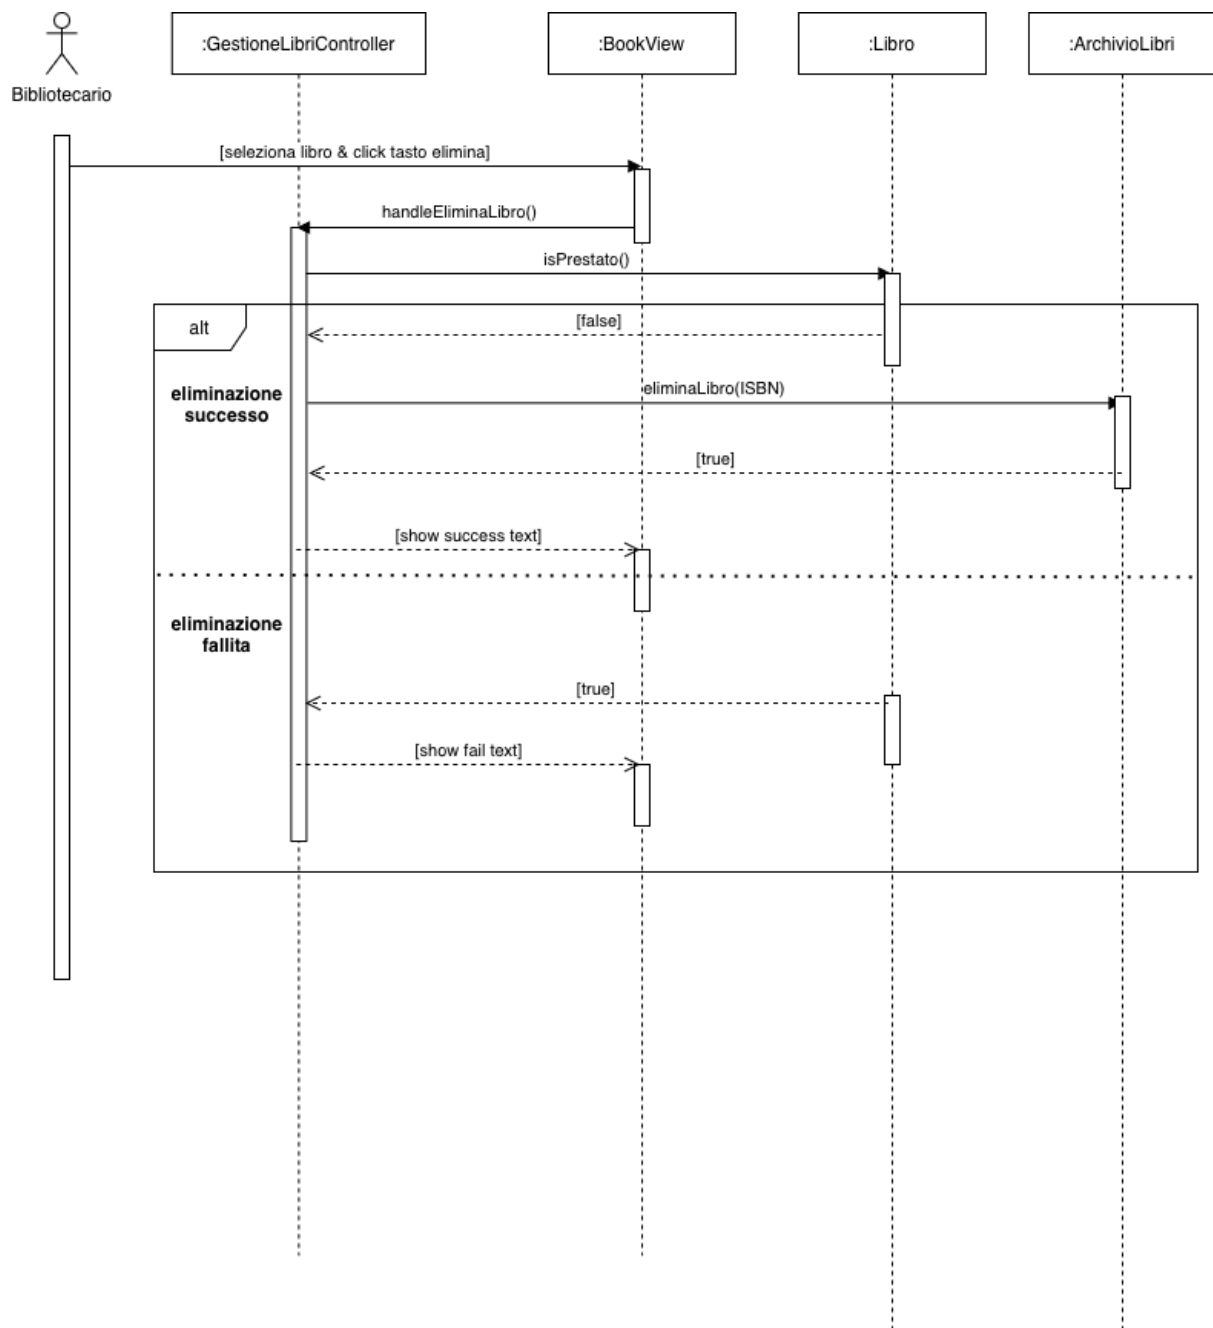 :GestioneLibriController
:BookView
:Libro
:ArchivioLibri
Bibliotecario
[seleziona libro & click tasto elimina]
handleEliminaLibro()
isPrestato()
alt
[false]
eliminazione
successo
eliminaLibro(ISBN)
[true]
[show success text]
eliminazione
fallita
[true]
[show fail text]